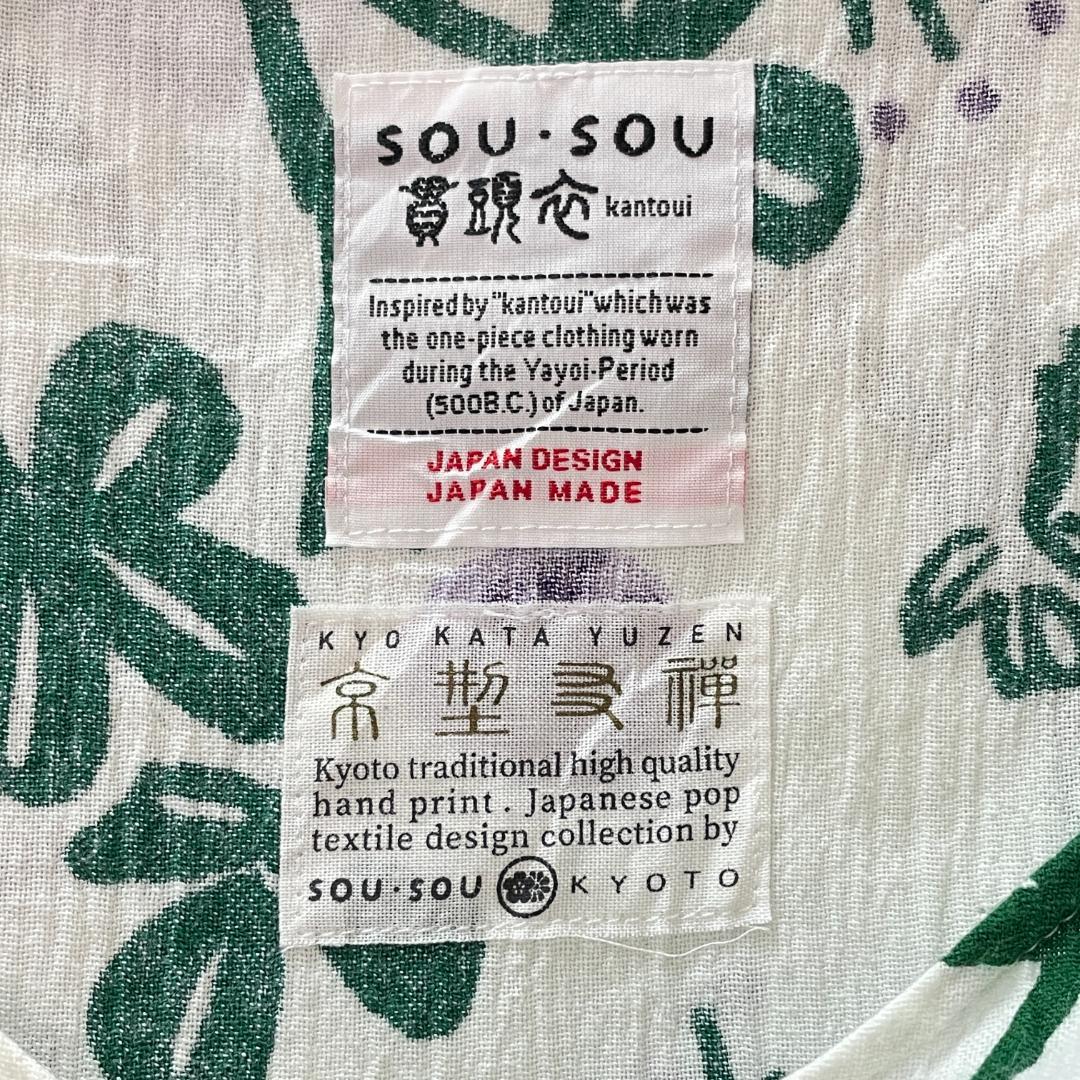 SOU・SOU
貫頭衣 kantoui
Inspired by "kantoui" which was
the one-piece clothing worn
during the Yayoi-Period
(500B.C.) of Japan.
JAPAN DESIGN
JAPAN MADE
KYO KATA YUZEN
京型友禅
Kyoto traditional high quality
hand print. Japanese pop
textile design collection by
SOU・SOU KYOTO